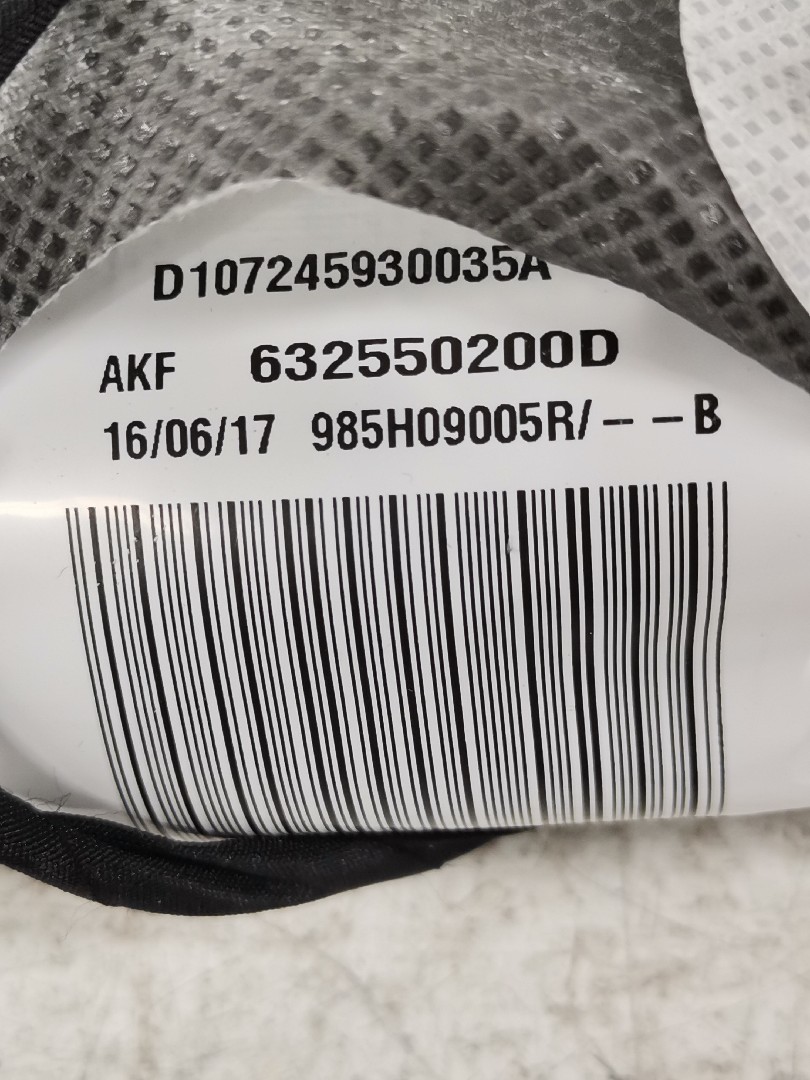 D107245930035A
AKF 632550200D
16/06/17 985H09005R/- -B